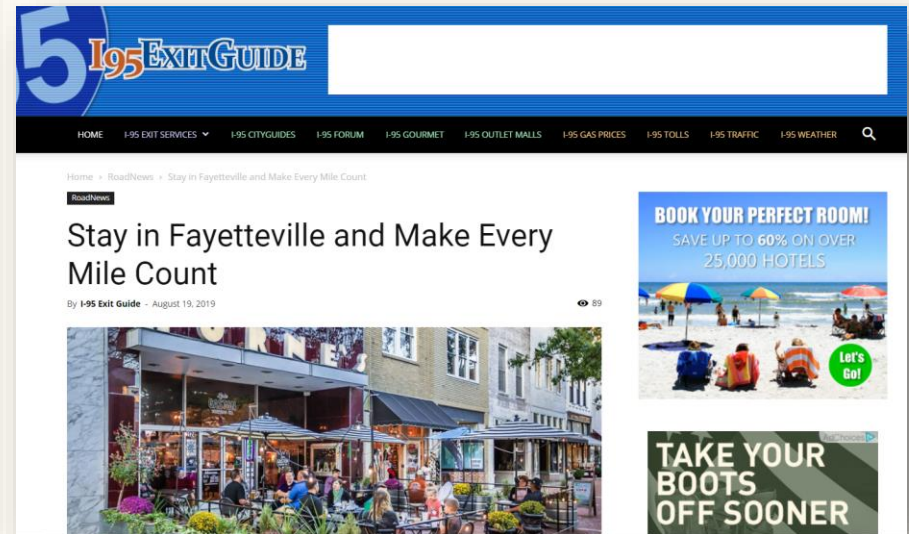 5
I95EXITGUIDE
HOME I-95 EXIT SERVICES I-95 CITYGUIDES I-95 FORUM I-95 GOURMET I-95 OUTLET MALLS I-95 GAS PRICES I-95 TOLLS I-95 TRAFFIC I-95 WEATHER
Home › RoadNews › Stay in Fayetteville and Make Every Mile Count
RoadNews
Stay in Fayetteville and Make Every
Mile Count
By I-95 Exit Guide - August 19, 2019
89
ORNES
BOOK YOUR PERFECT ROOM!
SAVE UP TO 60% ON OVER
25,000 HOTELS
Let's
Go!
AdChoices
TAKE YOUR
BOOTS
OFF SOONER